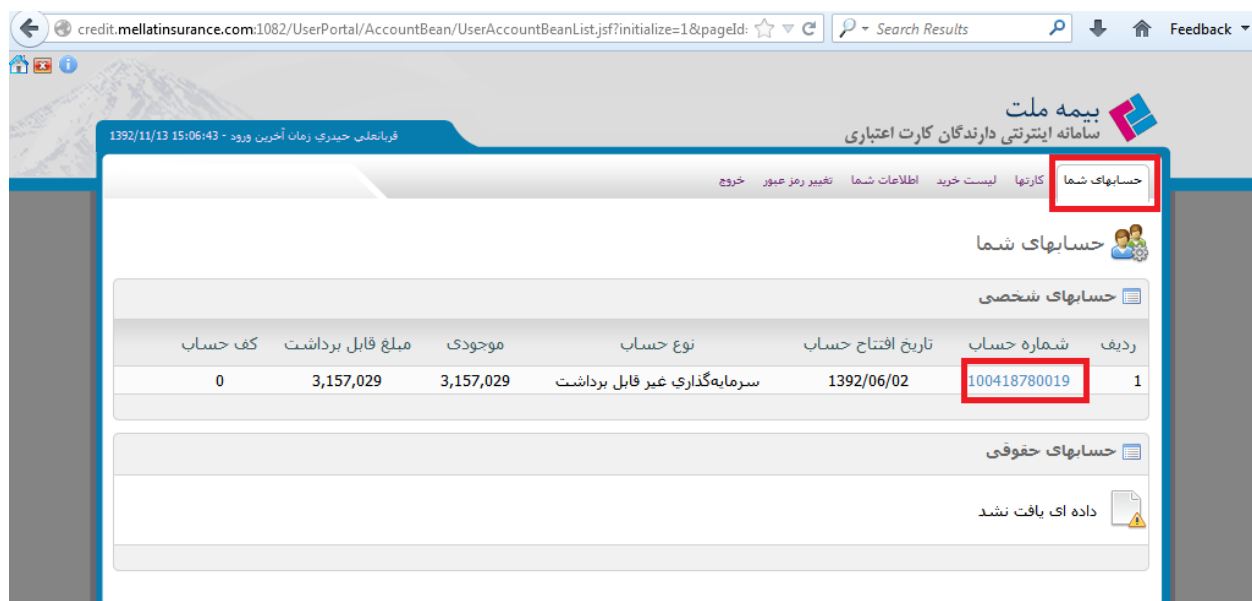 credit.mellatinsurance.com:1082/UserPortal/AccountBean/UserAccountBeanList.jsf?initialize=1&pageId:
Search Results
Feedback
بیمه ملت
سامانه اینترنتی دارندگان کارت اعتباری
قربانعلی حیدری زمان آخرین ورود - 15:06:43 1392/11/13
حسابهای شما کارتها لیست خرید اطلاعات شما تغییر رمز عبور خروج
حسابهای شما
حسابهای شخصی
ردیف شماره حساب تاریخ افتتاح حساب نوع حساب موجودی مبلغ قابل برداشت کف حساب
1 100418780019 1392/06/02 سرمایه‌گذاري غیر قابل برداشت 3,157,029 3,157,029 0
حسابهای حقوقی
داده ای یافت نشد